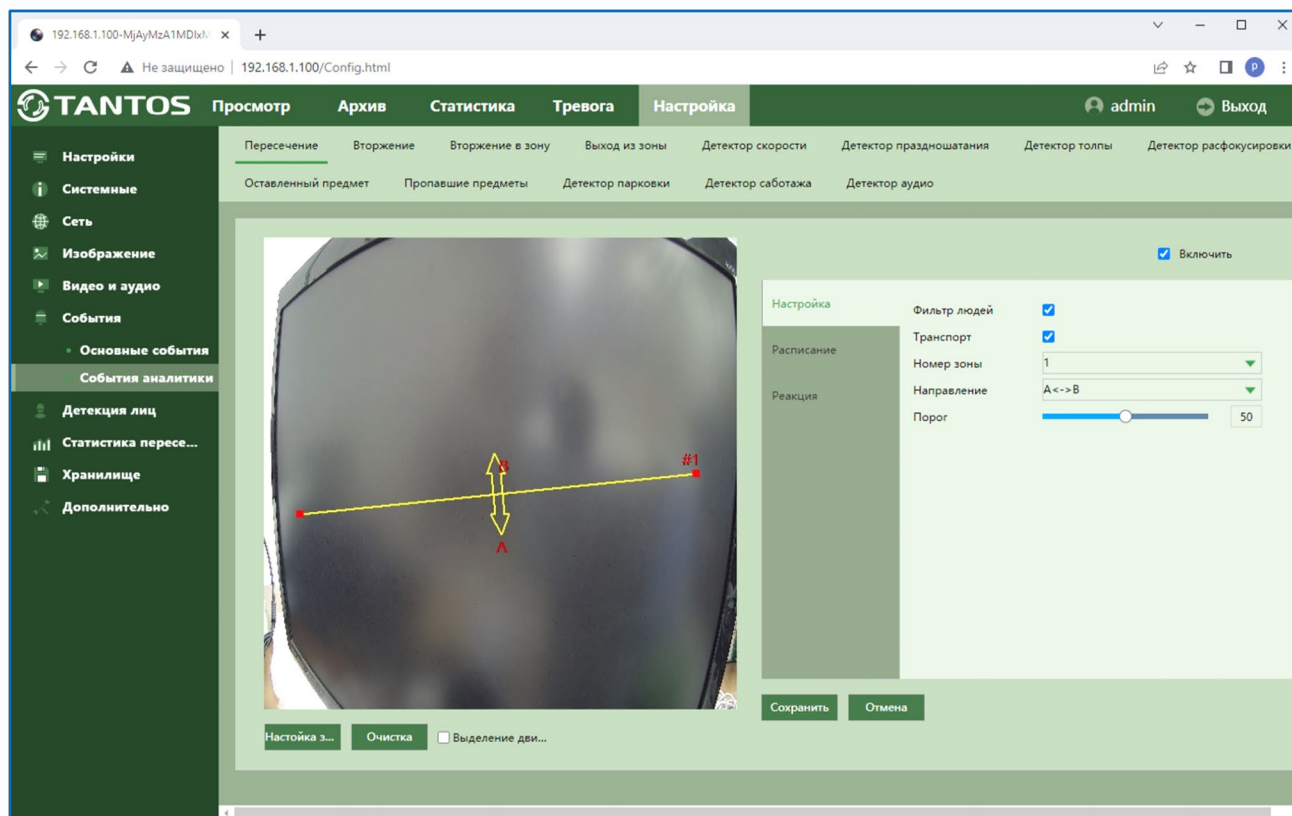 192.168.1.100-MjAyMzA1MDIxM
Не защищено | 192.168.1.100/Config.html
P
TANTOS Просмотр Архив Статистика Тревога Настройка admin Выход
Настройки
Системные
Сеть
Изображение
Видео и аудио
События
Основные события
События аналитики
Детекция лиц
Статистика пересе...
Хранилище
Дополнительно
Пересечение Вторжение Вторжение в зону Выход из зоны Детектор скорости Детектор праздношатания Детектор толпы Детектор расфокусировки
Оставленный предмет Пропавшие предметы Детектор парковки Детектор саботажа Детектор аудио
#1
B
A
Настойка з... Очистка Выделение дви...
Включить
Настройка
Расписание
Реакция
Фильтр людей
Транспорт
Номер зоны 1
Направление A<->B
Порог 50
Сохранить Отмена